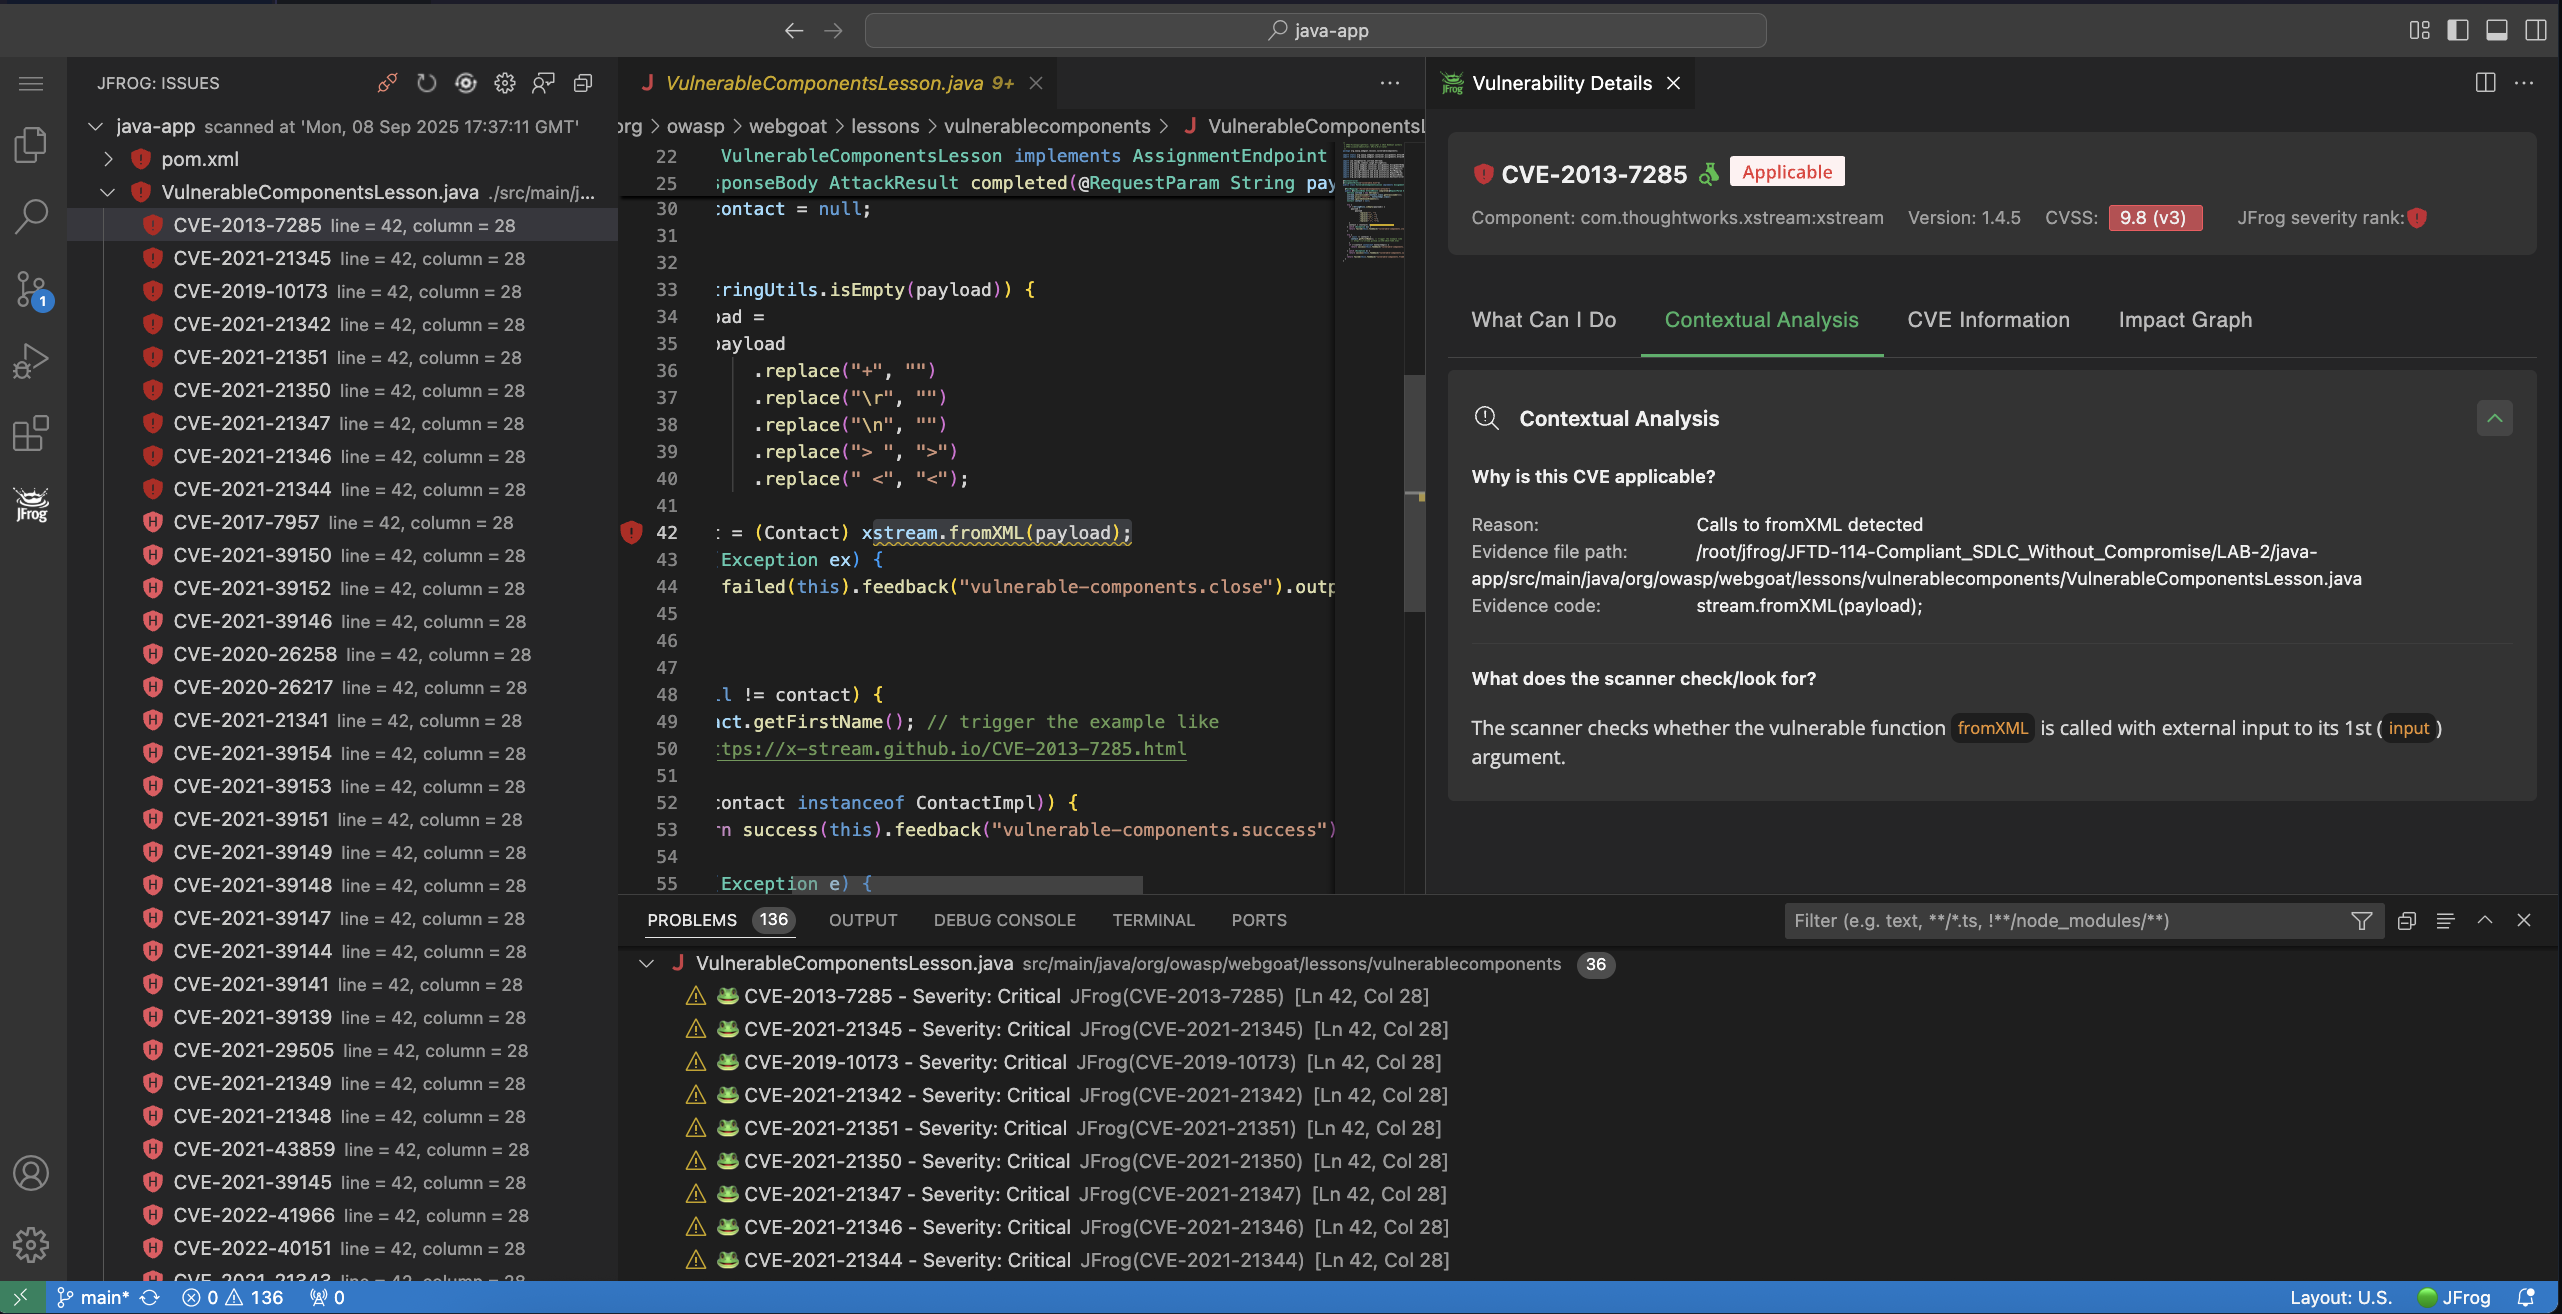 java-app
JFROG: ISSUES
java-app scanned at 'Mon, 08 Sep 2025 17:37:11 GMT'
pom.xml
VulnerableComponentsLesson.java ./src/main/j...
CVE-2013-7285 line = 42, column = 28
CVE-2021-21345 line = 42, column = 28
CVE-2019-10173 line = 42, column = 28
CVE-2021-21342 line = 42, column = 28
CVE-2021-21351 line = 42, column = 28
CVE-2021-21350 line = 42, column = 28
CVE-2021-21347 line = 42, column = 28
CVE-2021-21346 line = 42, column = 28
CVE-2021-21344 line = 42, column = 28
CVE-2017-7957 line = 42, column = 28
CVE-2021-39150 line = 42, column = 28
CVE-2021-39152 line = 42, column = 28
CVE-2021-39146 line = 42, column = 28
CVE-2020-26258 line = 42, column = 28
CVE-2020-26217 line = 42, column = 28
CVE-2021-21341 line = 42, column = 28
CVE-2021-39154 line = 42, column = 28
CVE-2021-39153 line = 42, column = 28
CVE-2021-39151 line = 42, column = 28
CVE-2021-39149 line = 42, column = 28
CVE-2021-39148 line = 42, column = 28
CVE-2021-39147 line = 42, column = 28
CVE-2021-39144 line = 42, column = 28
CVE-2021-39141 line = 42, column = 28
CVE-2021-39139 line = 42, column = 28
CVE-2021-29505 line = 42, column = 28
CVE-2021-21349 line = 42, column = 28
CVE-2021-21348 line = 42, column = 28
CVE-2021-43859 line = 42, column = 28
CVE-2021-39145 line = 42, column = 28
CVE-2022-41966 line = 42, column = 28
CVE-2022-40151 line = 42, column = 28
CVE-2021-21343 line = 42, column = 28
1
JFrog
J VulnerableComponentsLesson.java 9+
org > owasp > webgoat > lessons > vulnerablecomponents > J VulnerableComponentsL
22 VulnerableComponentsLesson implements AssignmentEndpoint
25 sponseBody AttackResult completed(@RequestParam String pay
30 contact = null;
31
32
33 ringUtils.isEmpty(payload)) {
34 oad =
35 payload
36 .replace("+", "")
37 .replace("\r", "")
38 .replace("\n", "")
39 .replace("> ", ">")
40 .replace(" <", "<");
41
42 t = (Contact) xstream.fromXML(payload);
43 Exception ex) {
44 failed(this).feedback("vulnerable-components.close").outp
45
46
47
48 ll != contact) {
49 act.getFirstName(); // trigger the example like
50 ttps://x-stream.github.io/CVE-2013-7285.html
51
52 contact instanceof ContactImpl)) {
53 rn success(this).feedback("vulnerable-components.success")
54
55 Exception e) {
JFrog Vulnerability Details
CVE-2013-7285 Applicable
Component: com.thoughtworks.xstream:xstream Version: 1.4.5 CVSS: 9.8 (v3) JFrog severity rank:
What Can I Do Contextual Analysis CVE Information Impact Graph
Contextual Analysis
Why is this CVE applicable?
Reason: Calls to fromXML detected
Evidence file path: /root/jfrog/JFTD-114-Compliant_SDLC_Without_Compromise/LAB-2/java-
app/src/main/java/org/owasp/webgoat/lessons/vulnerablecomponents/VulnerableComponentsLesson.java
Evidence code: stream.fromXML(payload);
What does the scanner check/look for?
The scanner checks whether the vulnerable function fromXML is called with external input to its 1st (input)
argument.
PROBLEMS 136 OUTPUT DEBUG CONSOLE TERMINAL PORTS
Filter (e.g. text, **/*.ts, !**/node_modules/**)
J VulnerableComponentsLesson.java src/main/java/org/owasp/webgoat/lessons/vulnerablecomponents 36
CVE-2013-7285 - Severity: Critical JFrog(CVE-2013-7285) [Ln 42, Col 28]
CVE-2021-21345 - Severity: Critical JFrog(CVE-2021-21345) [Ln 42, Col 28]
CVE-2019-10173 - Severity: Critical JFrog(CVE-2019-10173) [Ln 42, Col 28]
CVE-2021-21342 - Severity: Critical JFrog(CVE-2021-21342) [Ln 42, Col 28]
CVE-2021-21351 - Severity: Critical JFrog(CVE-2021-21351) [Ln 42, Col 28]
CVE-2021-21350 - Severity: Critical JFrog(CVE-2021-21350) [Ln 42, Col 28]
CVE-2021-21347 - Severity: Critical JFrog(CVE-2021-21347) [Ln 42, Col 28]
CVE-2021-21346 - Severity: Critical JFrog(CVE-2021-21346) [Ln 42, Col 28]
CVE-2021-21344 - Severity: Critical JFrog(CVE-2021-21344) [Ln 42, Col 28]
main* 0 136 0
Layout: U.S. JFrog